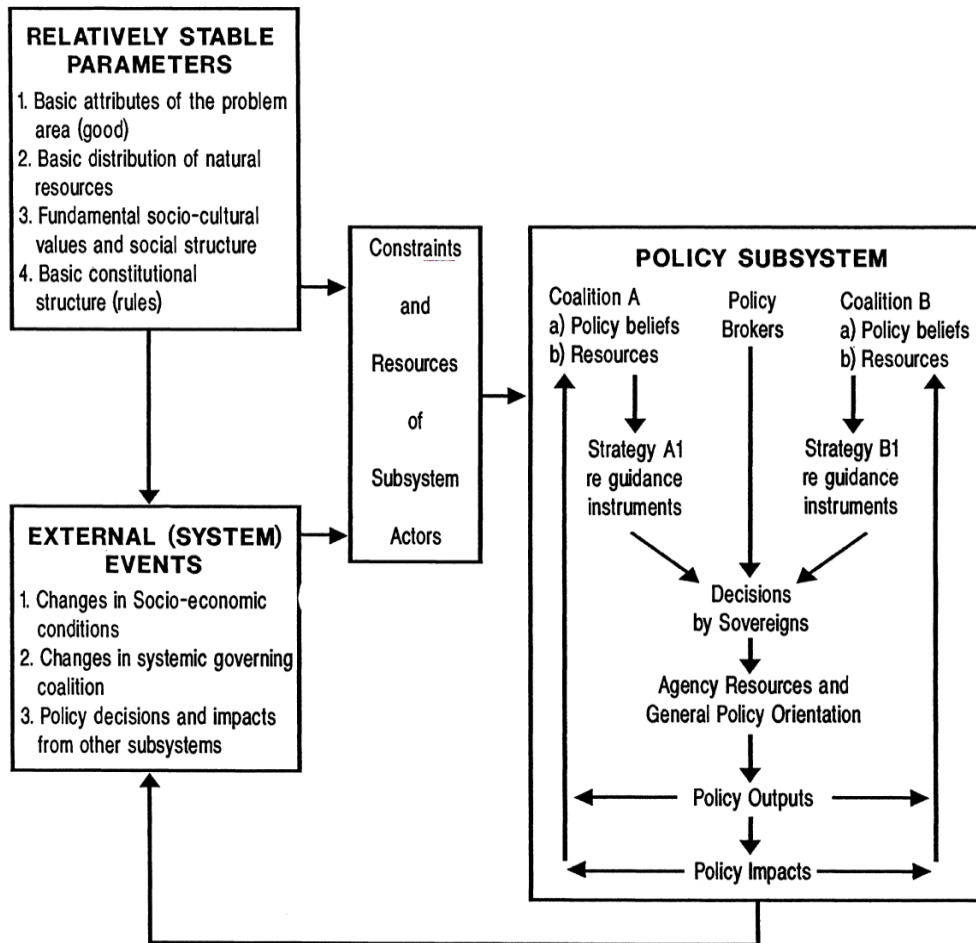 RELATIVELY STABLE
PARAMETERS
1. Basic attributes of the problem
area (good)
2. Basic distribution of natural
resources
3. Fundamental socio-cultural
values and social structure
4. Basic constitutional
structure (rules)
EXTERNAL (SYSTEM)
EVENTS
1. Changes in Socio-economic
conditions
2. Changes in systemic governing
coalition
3. Policy decisions and impacts
from other subsystems
Constraints
and
Resources
of
Subsystem
Actors
POLICY SUBSYSTEM
Coalition A
a) Policy beliefs
b) Resources
Policy
Brokers
Coalition B
a) Policy beliefs
b) Resources
Strategy A1
re guidance
instruments
Strategy B1
re guidance
instruments
Decisions
by Sovereigns
Agency Resources and
General Policy Orientation
Policy Outputs
Policy Impacts